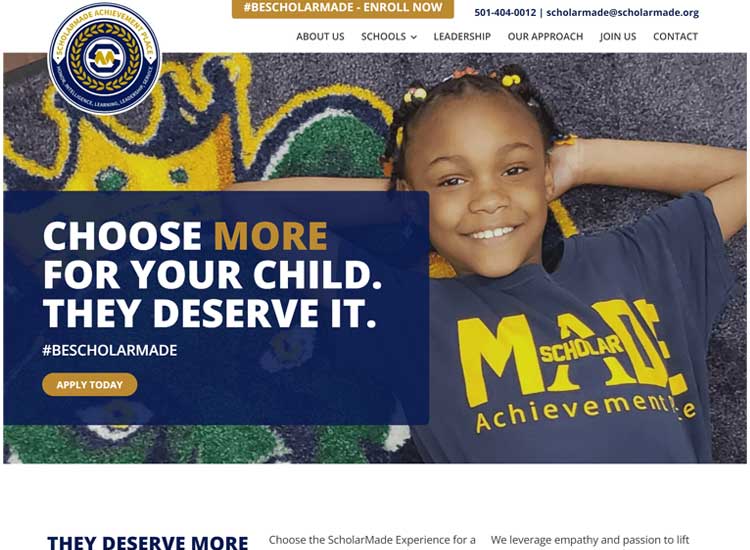 #BESCHOLARMADE - ENROLL NOW
501-404-0012 | scholarmade@scholarmade.org
SCHOLARMADE ACHIEVEMENT PLACE
HONOR, INTELLIGENCE, LEARNING, LEADERSHIP, SERVICE
ABOUT US
SCHOOLS
LEADERSHIP
OUR APPROACH
JOIN US
CONTACT
CHOOSE MORE
FOR YOUR CHILD.
THEY DESERVE IT.
#BESCHOLARMADE
APPLY TODAY
MADE
SCHOLAR
Achievement
THEY DESERVE MORE
Choose the ScholarMade Experience for a
We leverage empathy and passion to lift